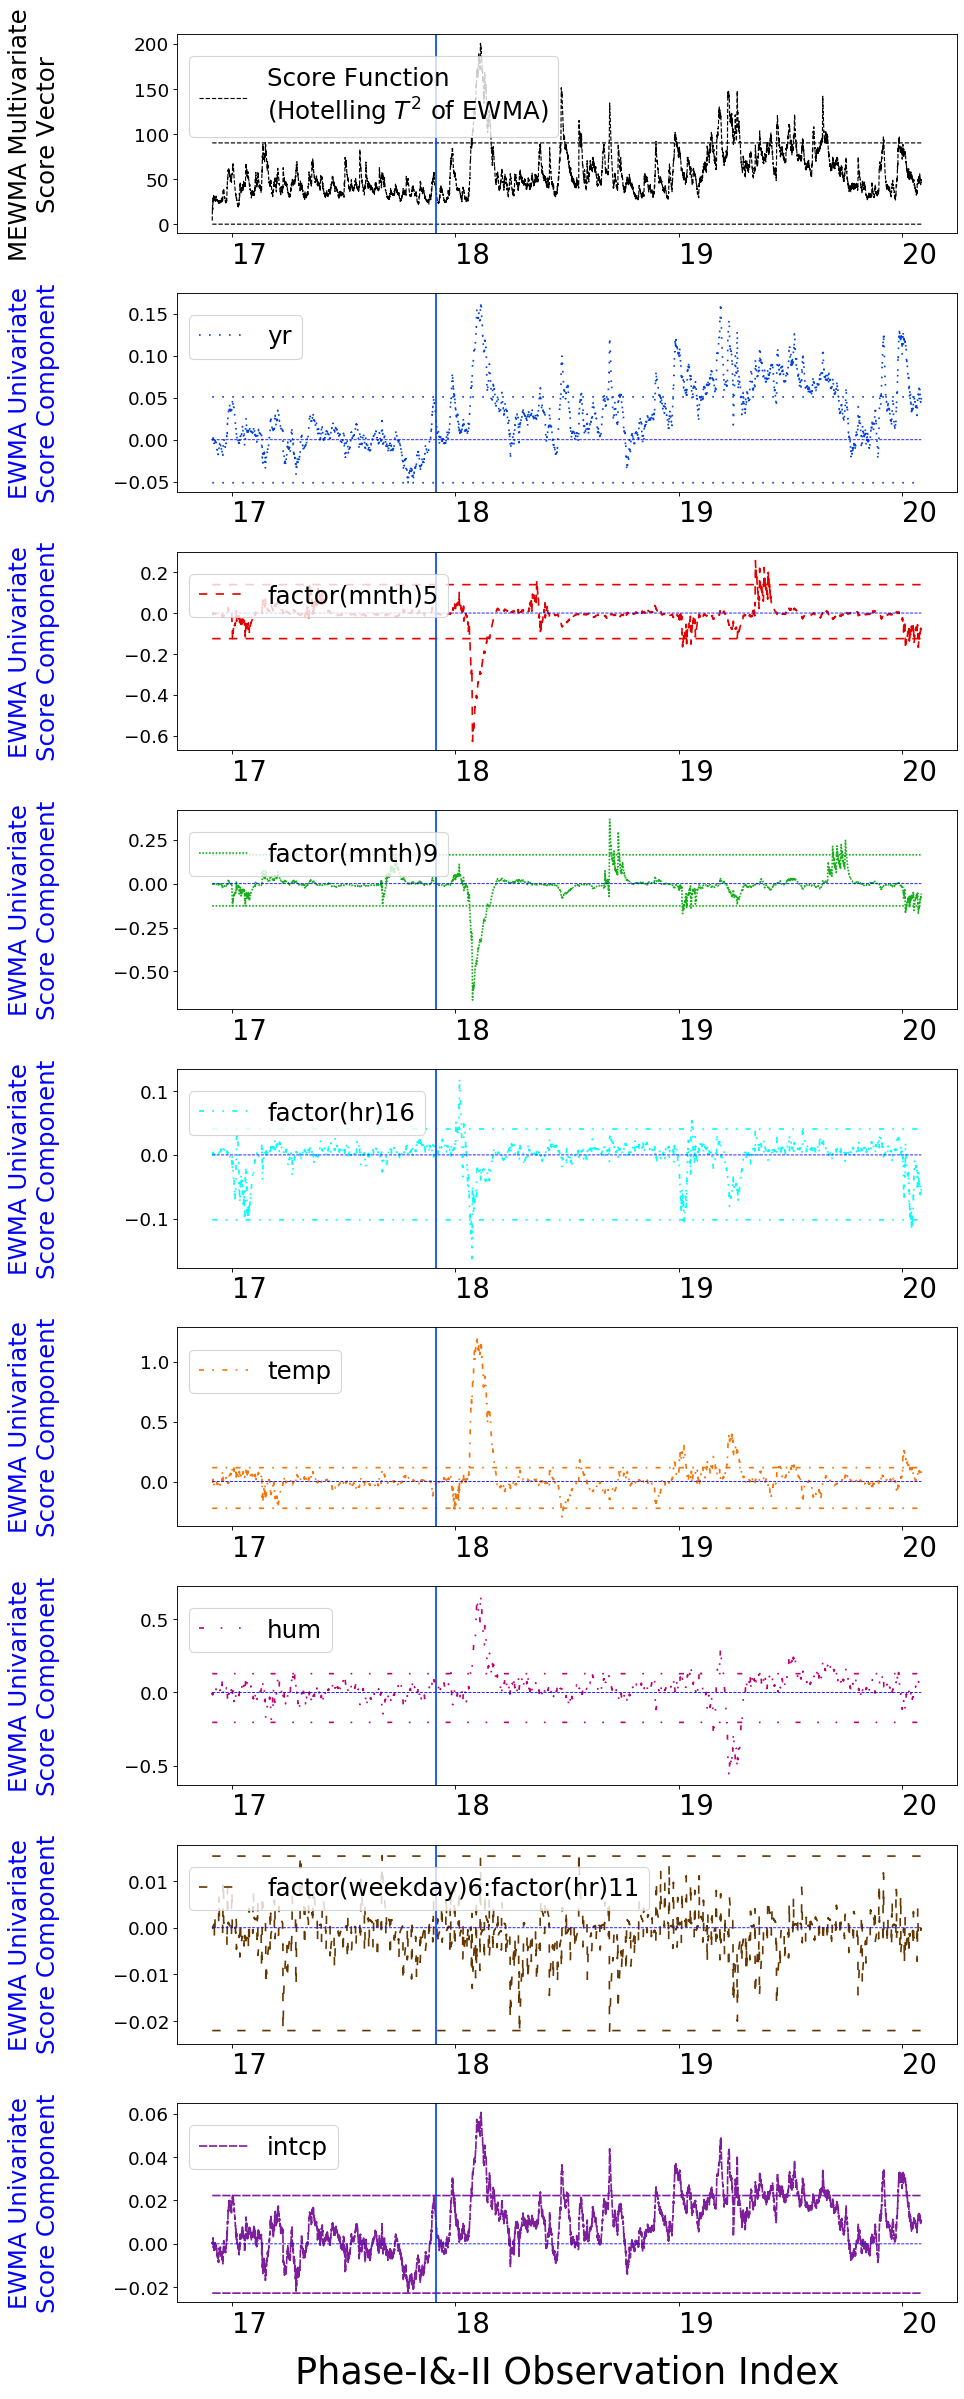 MEWMA Multivariate
Score Vector
200
150
100
50
0
Score Function
(Hotelling T² of EWMA)
17 18 19 20
EWMA Univariate
Score Component
0.15
0.10
0.05
0.00
−0.05
yr
17 18 19 20
EWMA Univariate
Score Component
0.2
0.0
−0.2
−0.4
−0.6
factor(mnth)5
17 18 19 20
EWMA Univariate
Score Component
0.25
0.00
−0.25
−0.50
factor(mnth)9
17 18 19 20
EWMA Univariate
Score Component
0.1
0.0
−0.1
factor(hr)16
17 18 19 20
EWMA Univariate
Score Component
1.0
0.5
0.0
temp
17 18 19 20
EWMA Univariate
Score Component
0.5
0.0
−0.5
hum
17 18 19 20
EWMA Univariate
Score Component
0.01
0.00
−0.01
−0.02
factor(weekday)6:factor(hr)11
17 18 19 20
EWMA Univariate
Score Component
0.06
0.04
0.02
0.00
−0.02
intcp
17 18 19 20
Phase-I&-II Observation Index